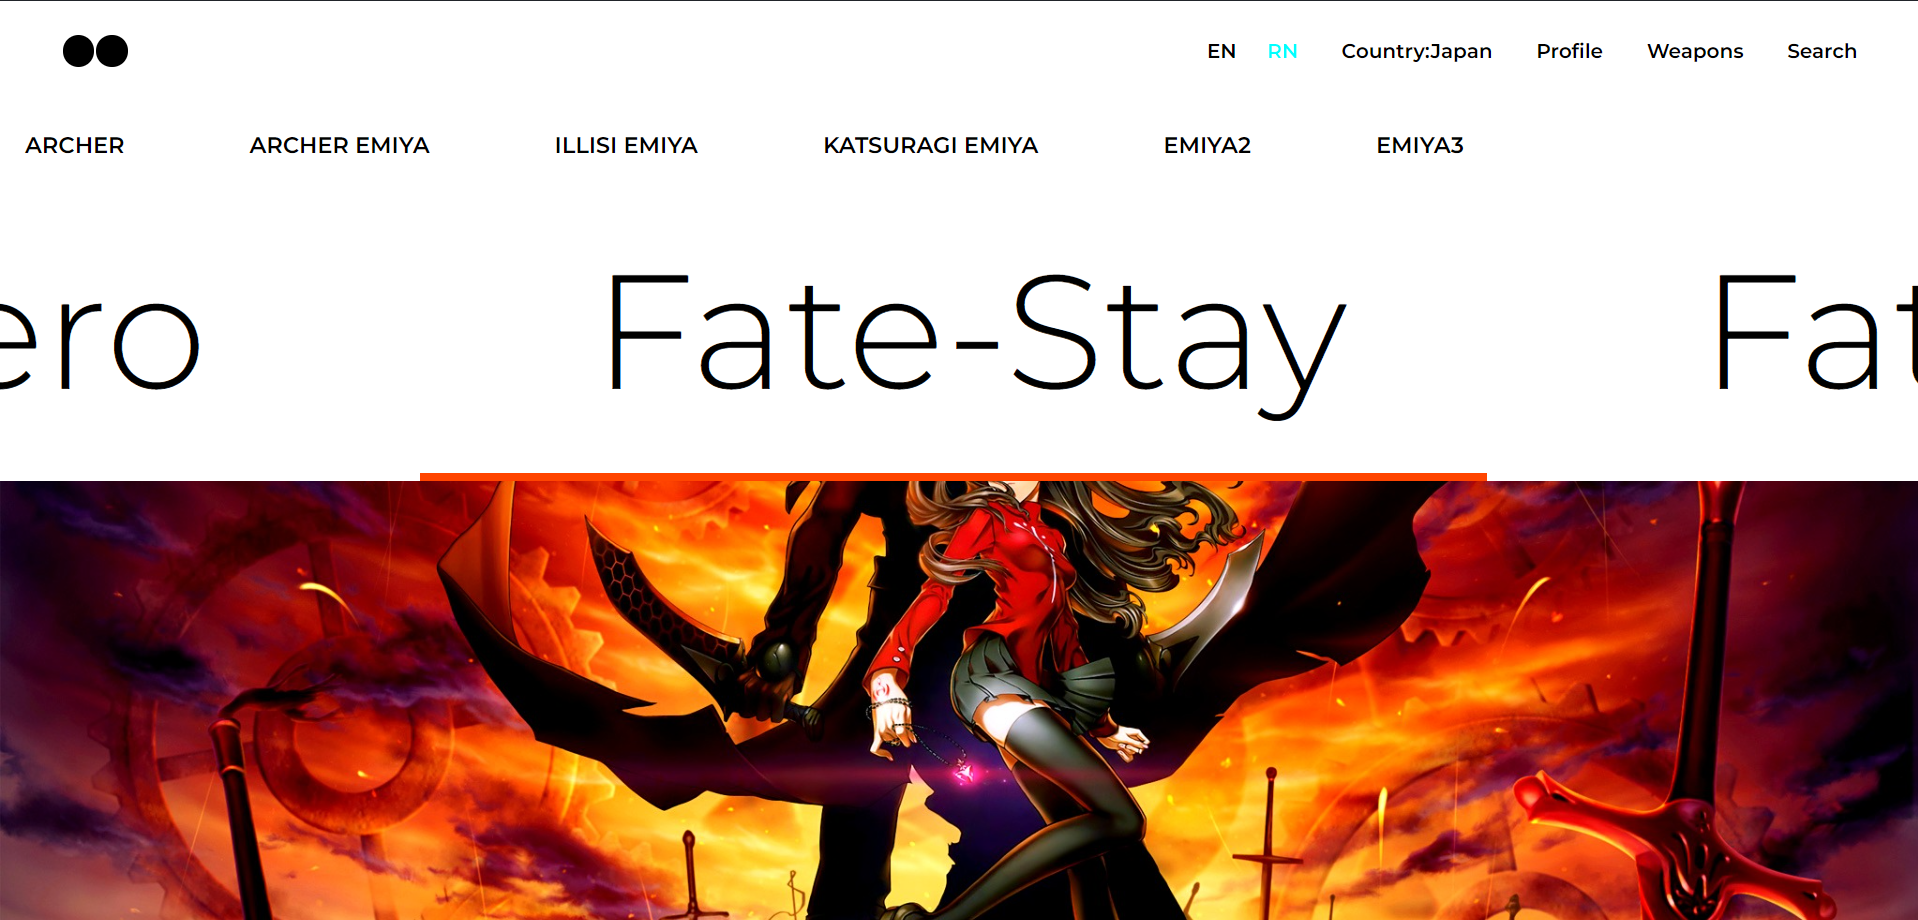 EN RN Country:Japan Profile Weapons Search
ARCHER ARCHER EMIYA ILLISI EMIYA KATSURAGI EMIYA EMIYA2 EMIYA3
ero Fate-Stay Fat